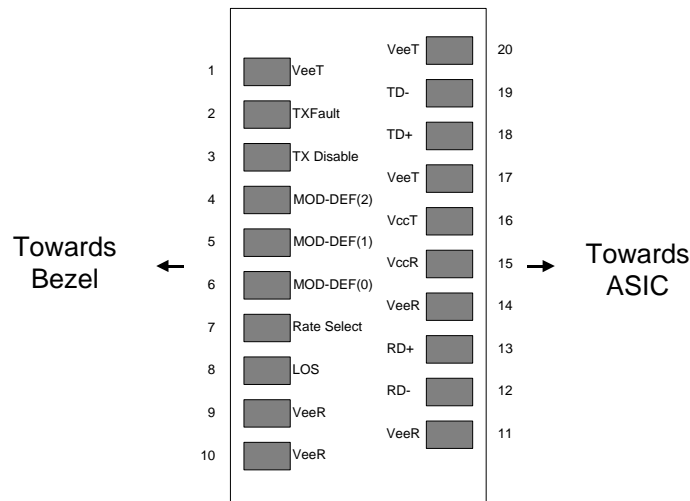 VeeT 20
1 VeeT
TD- 19
2 TXFault
TD+ 18
3 TX Disable
VeeT 17
4 MOD-DEF(2)
VccT 16
5 MOD-DEF(1)
VccR 15
Towards
Bezel
Towards
ASIC
6 MOD-DEF(0)
VeeR 14
7 Rate Select
RD+ 13
8 LOS
RD- 12
9 VeeR
VeeR 11
10 VeeR